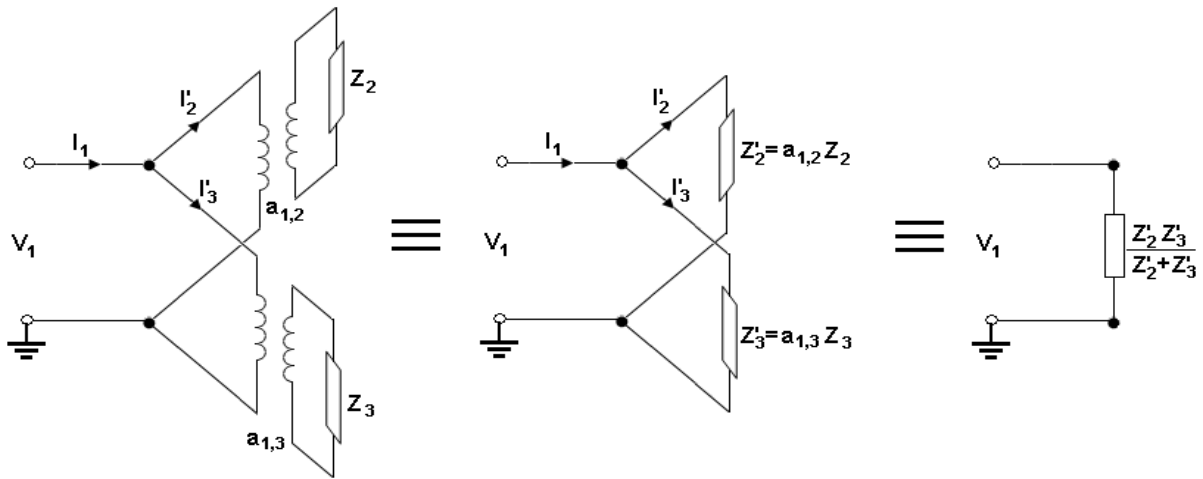 I'₂
Z₂
I₁
I'₃
a₁,₂
V₁
Z₃
a₁,₃
I'₂
I₁
Z'₂= a₁,₂ Z₂
I'₃
V₁
Z'₃= a₁,₃ Z₃
V₁
Z'₂ Z'₃
Z'₂+Z'₃